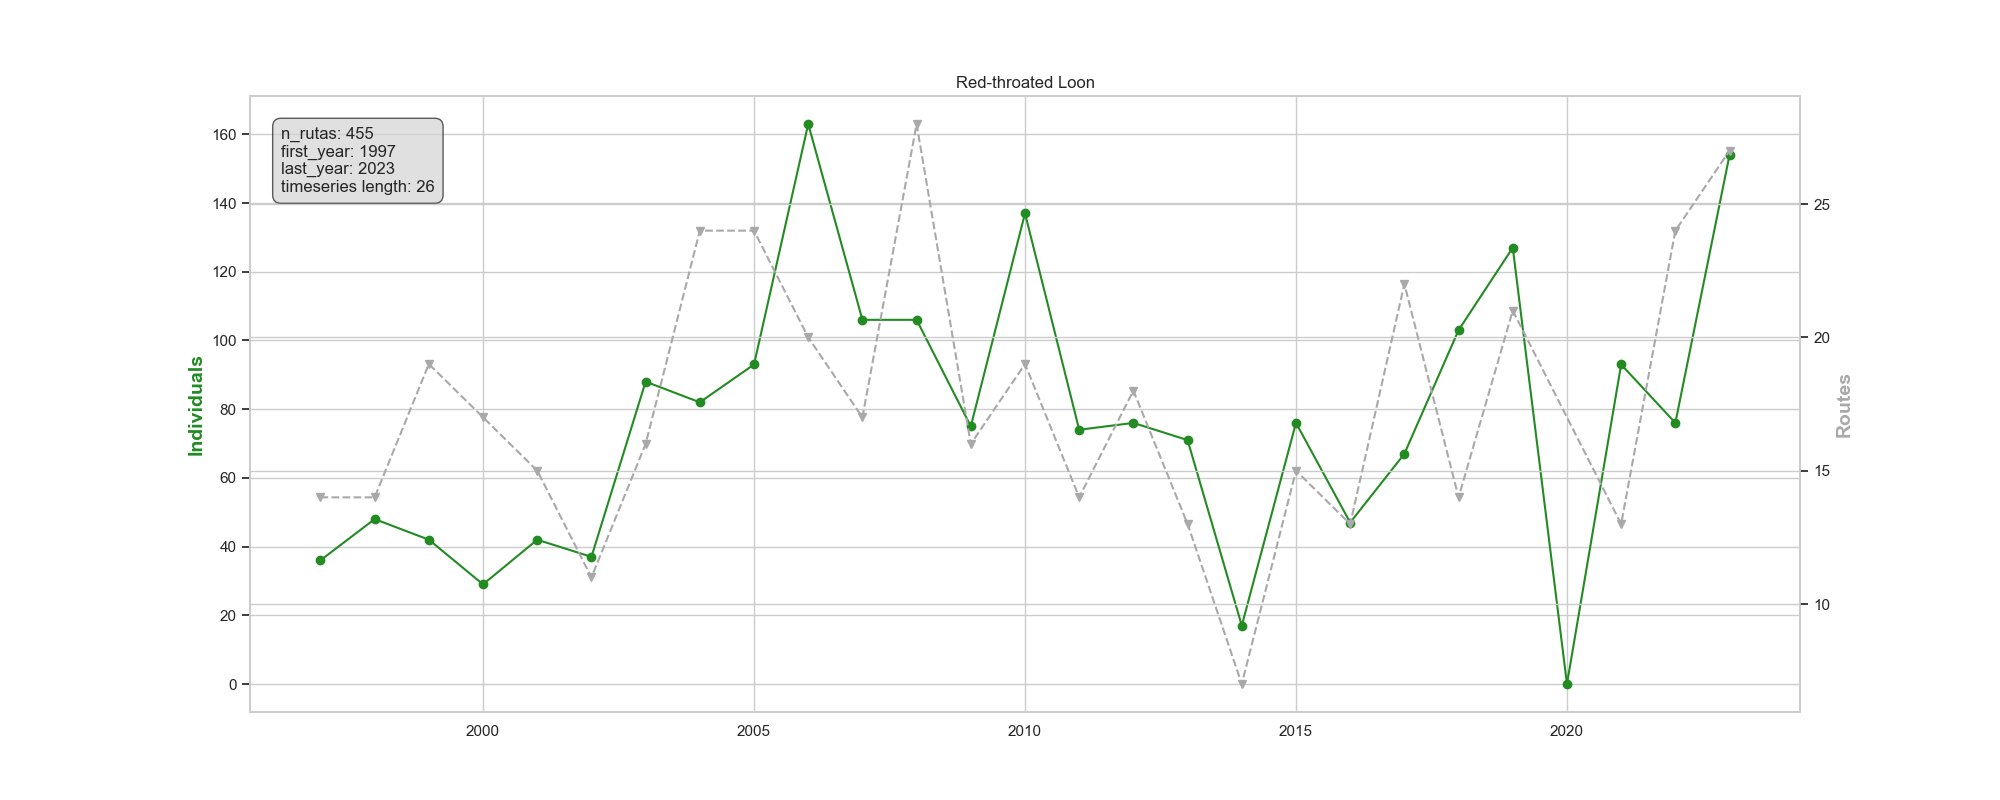 Red-throated Loon
n_rutas: 455
first_year: 1997
last_year: 2023
timeseries length: 26
Individuals
160
140
120
100
80
60
40
20
0
Routes
25
20
15
10
2000
2005
2010
2015
2020